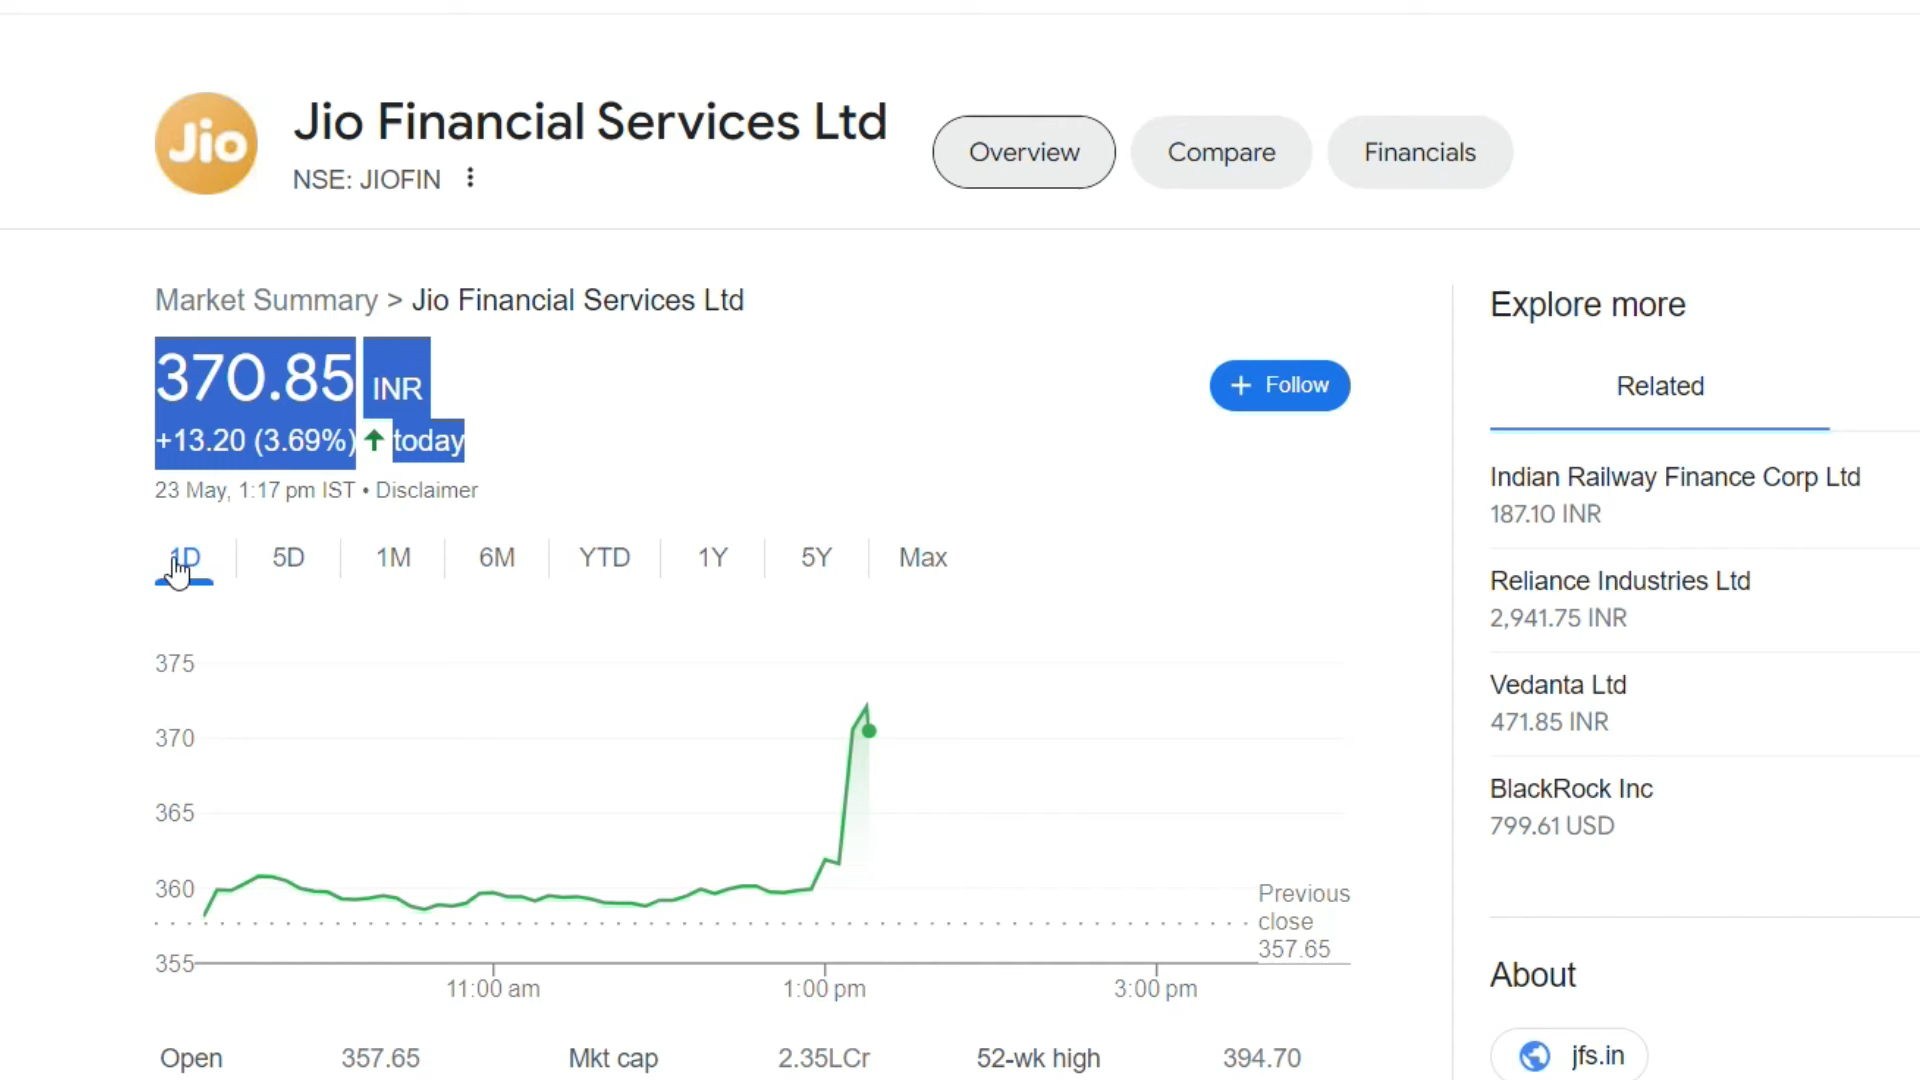 Jio
Jio Financial Services Ltd
NSE: JIOFIN
Overview
Compare
Financials
Market Summary > Jio Financial Services Ltd
370.85 INR
+13.20 (3.69%) today
23 May, 1:17 pm IST • Disclaimer
+ Follow
1D
5D
1M
6M
YTD
1Y
5Y
Max
375
370
365
360
355
Previous
close
357.65
11:00 am
1:00 pm
3:00 pm
Open 357.65
Mkt cap 2.35LCr
52-wk high 394.70
Explore more
Related
Indian Railway Finance Corp Ltd
187.10 INR
Reliance Industries Ltd
2,941.75 INR
Vedanta Ltd
471.85 INR
BlackRock Inc
799.61 USD
About
jfs.in